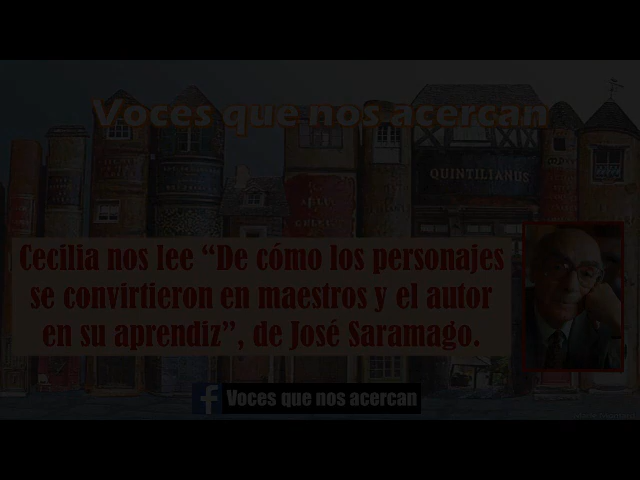 Voces que nos acercan
QUINTILIANUS
Cecilia nos lee “De cómo los personajes
se convirtieron en maestros y el autor
en su aprendiz”, de José Saramago.
f Voces que nos acercan